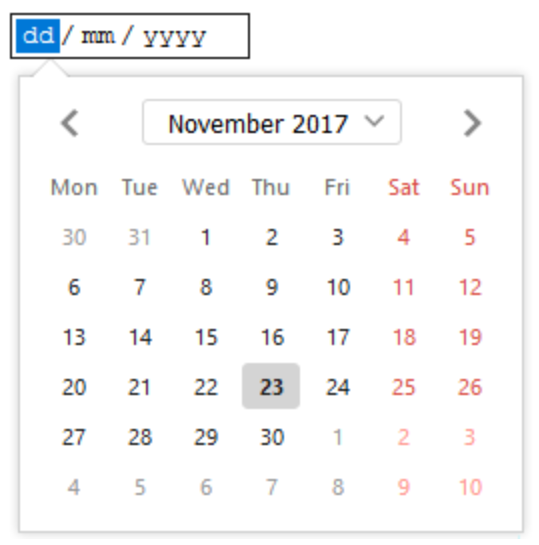 dd / mm / yyyy
November 2017
Mon Tue Wed Thu Fri Sat Sun
30 31 1 2 3 4 5
6 7 8 9 10 11 12
13 14 15 16 17 18 19
20 21 22 23 24 25 26
27 28 29 30 1 2 3
4 5 6 7 8 9 10